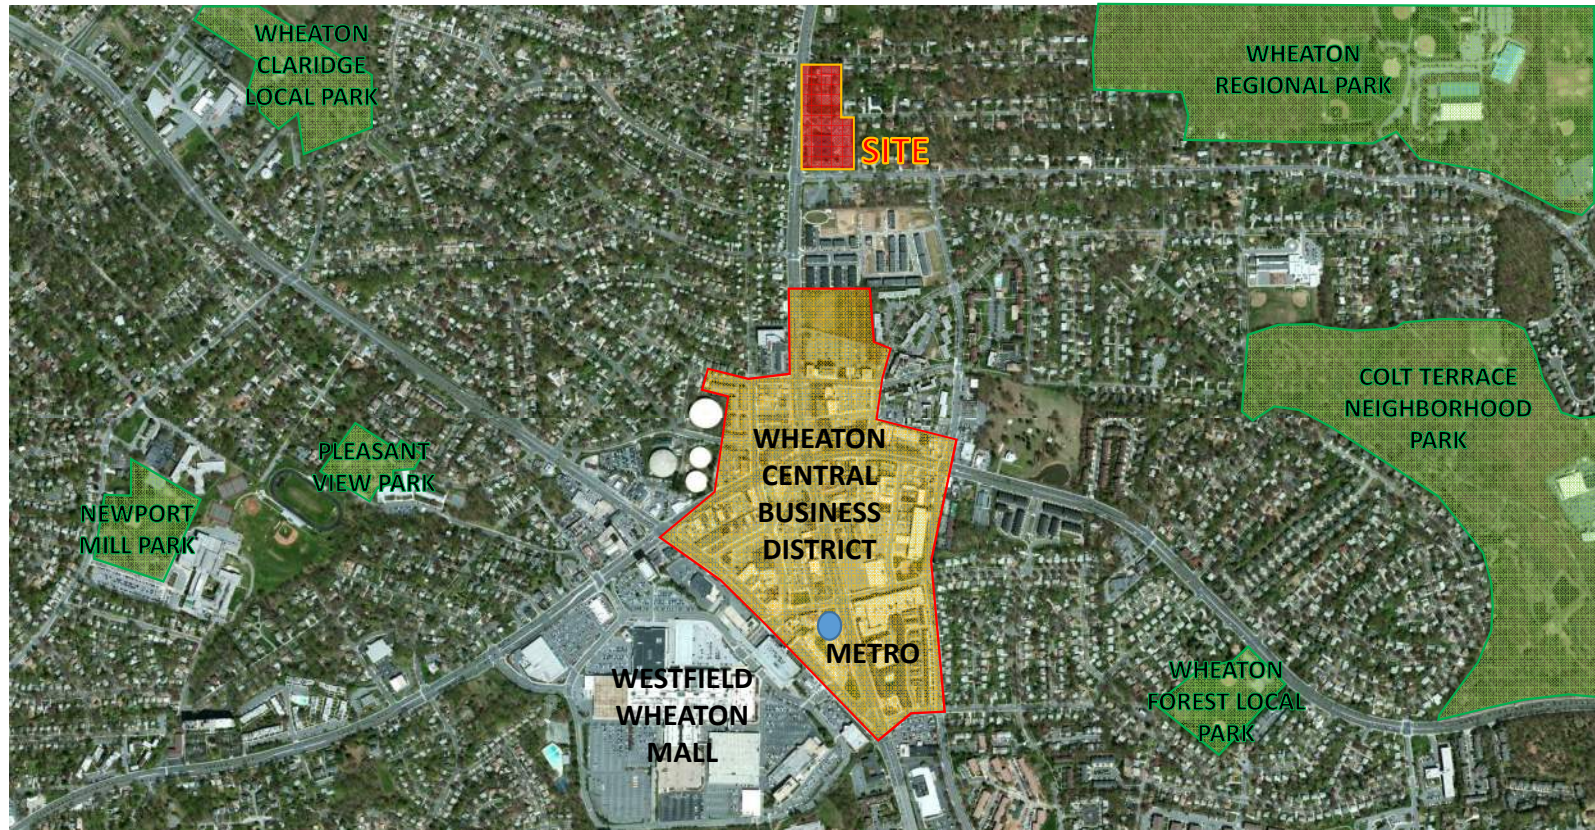 WHEATON
CLARIDGE
LOCAL PARK
WHEATON
REGIONAL PARK
SITE
COLT TERRACE
NEIGHBORHOOD
PARK
WHEATON
CENTRAL
BUSINESS
DISTRICT
PLEASANT
VIEW PARK
NEWPORT
MILL PARK
METRO
WESTFIELD
WHEATON
MALL
WHEATON
FOREST LOCAL
PARK